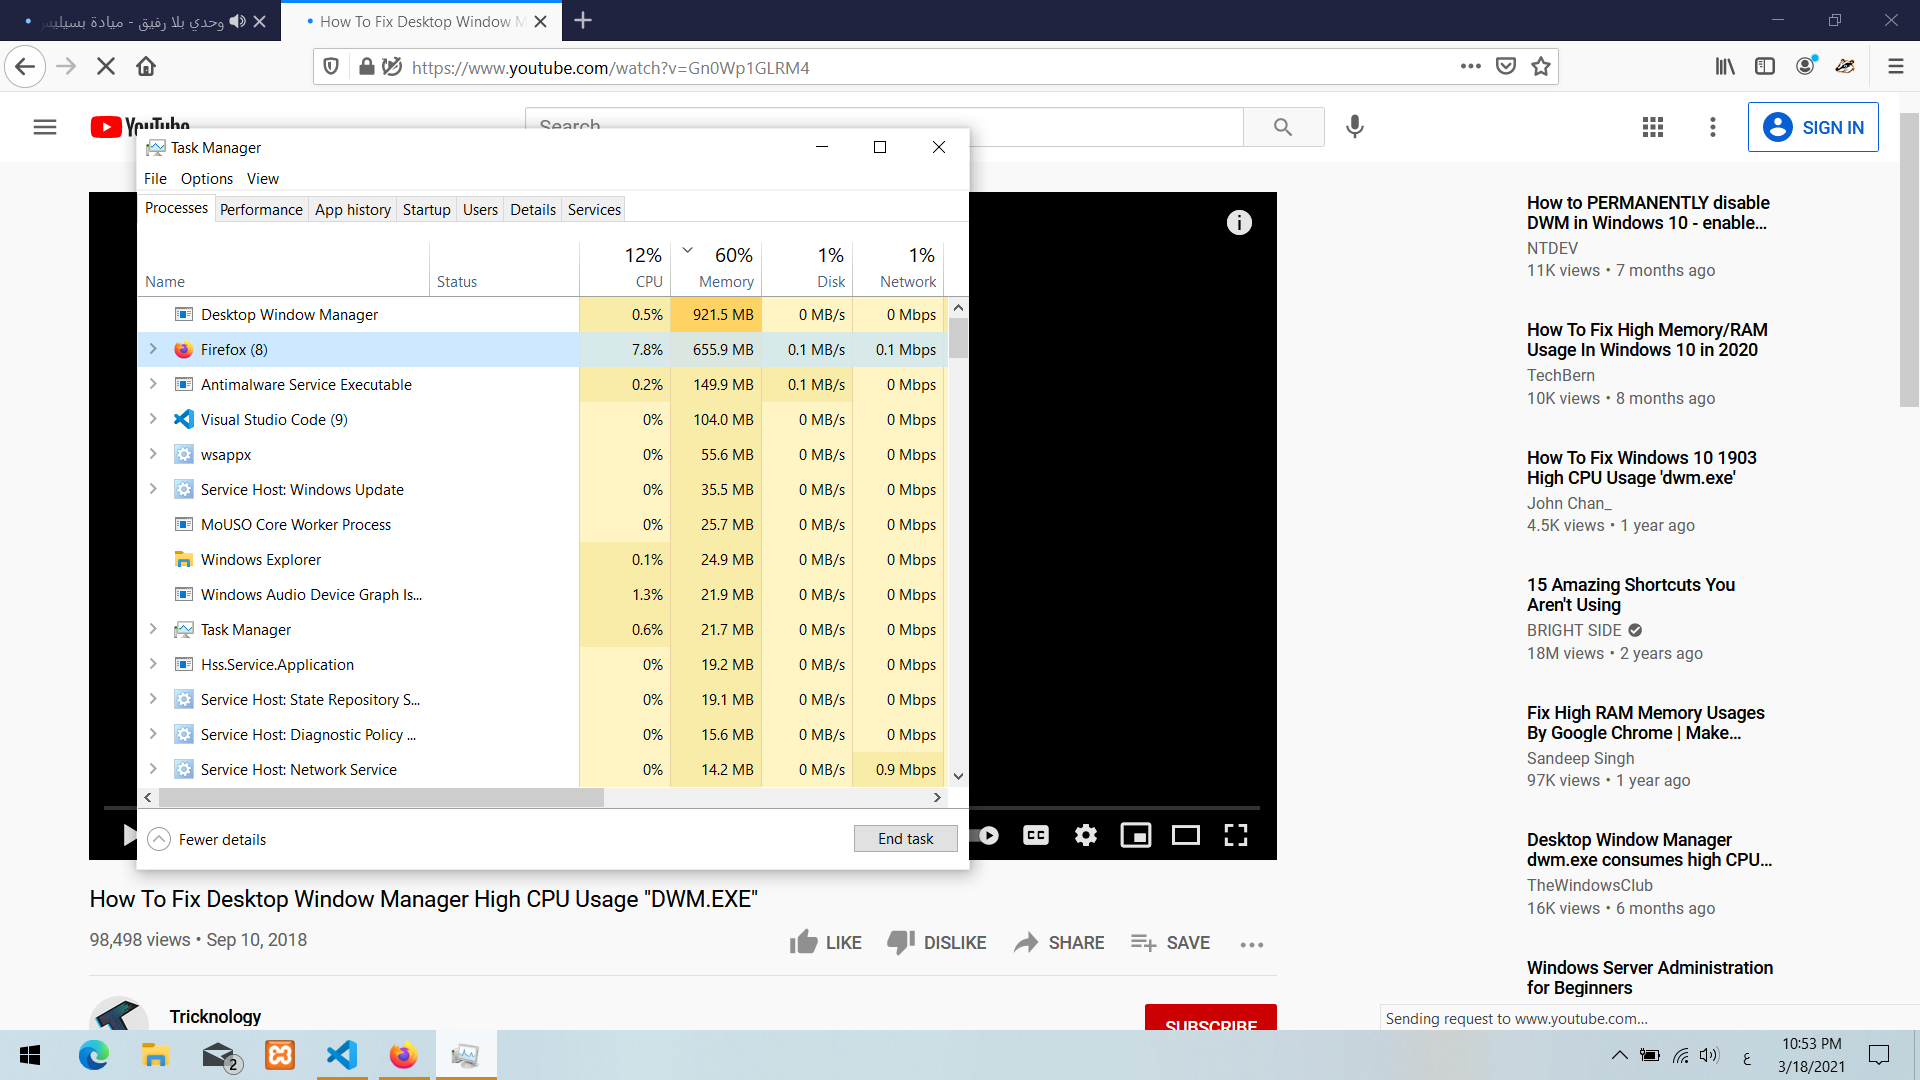 وحدي بلا رفيق - ميادة بسيليس
How To Fix Desktop Window M
https://www.youtube.com/watch?v=Gn0Wp1GLRM4
YouTube
Search
SIGN IN
Task Manager
File Options View
Processes Performance App history Startup Users Details Services
12% 60% 1% 1%
Name Status CPU Memory Disk Network
Desktop Window Manager 0.5% 921.5 MB 0 MB/s 0 Mbps
Firefox (8) 7.8% 655.9 MB 0.1 MB/s 0.1 Mbps
Antimalware Service Executable 0.2% 149.9 MB 0.1 MB/s 0 Mbps
Visual Studio Code (9) 0% 104.0 MB 0 MB/s 0 Mbps
wsappx 0% 55.6 MB 0 MB/s 0 Mbps
Service Host: Windows Update 0% 35.5 MB 0 MB/s 0 Mbps
MoUSO Core Worker Process 0% 25.7 MB 0 MB/s 0 Mbps
Windows Explorer 0.1% 24.9 MB 0 MB/s 0 Mbps
Windows Audio Device Graph Is... 1.3% 21.9 MB 0 MB/s 0 Mbps
Task Manager 0.6% 21.7 MB 0 MB/s 0 Mbps
Hss.Service.Application 0% 19.2 MB 0 MB/s 0 Mbps
Service Host: State Repository S... 0% 19.1 MB 0 MB/s 0 Mbps
Service Host: Diagnostic Policy ... 0% 15.6 MB 0 MB/s 0 Mbps
Service Host: Network Service 0% 14.2 MB 0 MB/s 0.9 Mbps
Fewer details
End task
CC
How To Fix Desktop Window Manager High CPU Usage "DWM.EXE"
98,498 views • Sep 10, 2018
LIKE DISLIKE SHARE SAVE
Tricknology
SUBSCRIBE
How to PERMANENTLY disable
DWM in Windows 10 - enable...
NTDEV
11K views • 7 months ago
How To Fix High Memory/RAM
Usage In Windows 10 in 2020
TechBern
10K views • 8 months ago
How To Fix Windows 10 1903
High CPU Usage 'dwm.exe'
John Chan_
4.5K views • 1 year ago
15 Amazing Shortcuts You
Aren't Using
BRIGHT SIDE
18M views • 2 years ago
Fix High RAM Memory Usages
By Google Chrome | Make...
Sandeep Singh
97K views • 1 year ago
Desktop Window Manager
dwm.exe consumes high CPU...
TheWindowsClub
16K views • 6 months ago
Windows Server Administration
for Beginners
Sending request to www.youtube.com...
2
ع
10:53 PM
3/18/2021